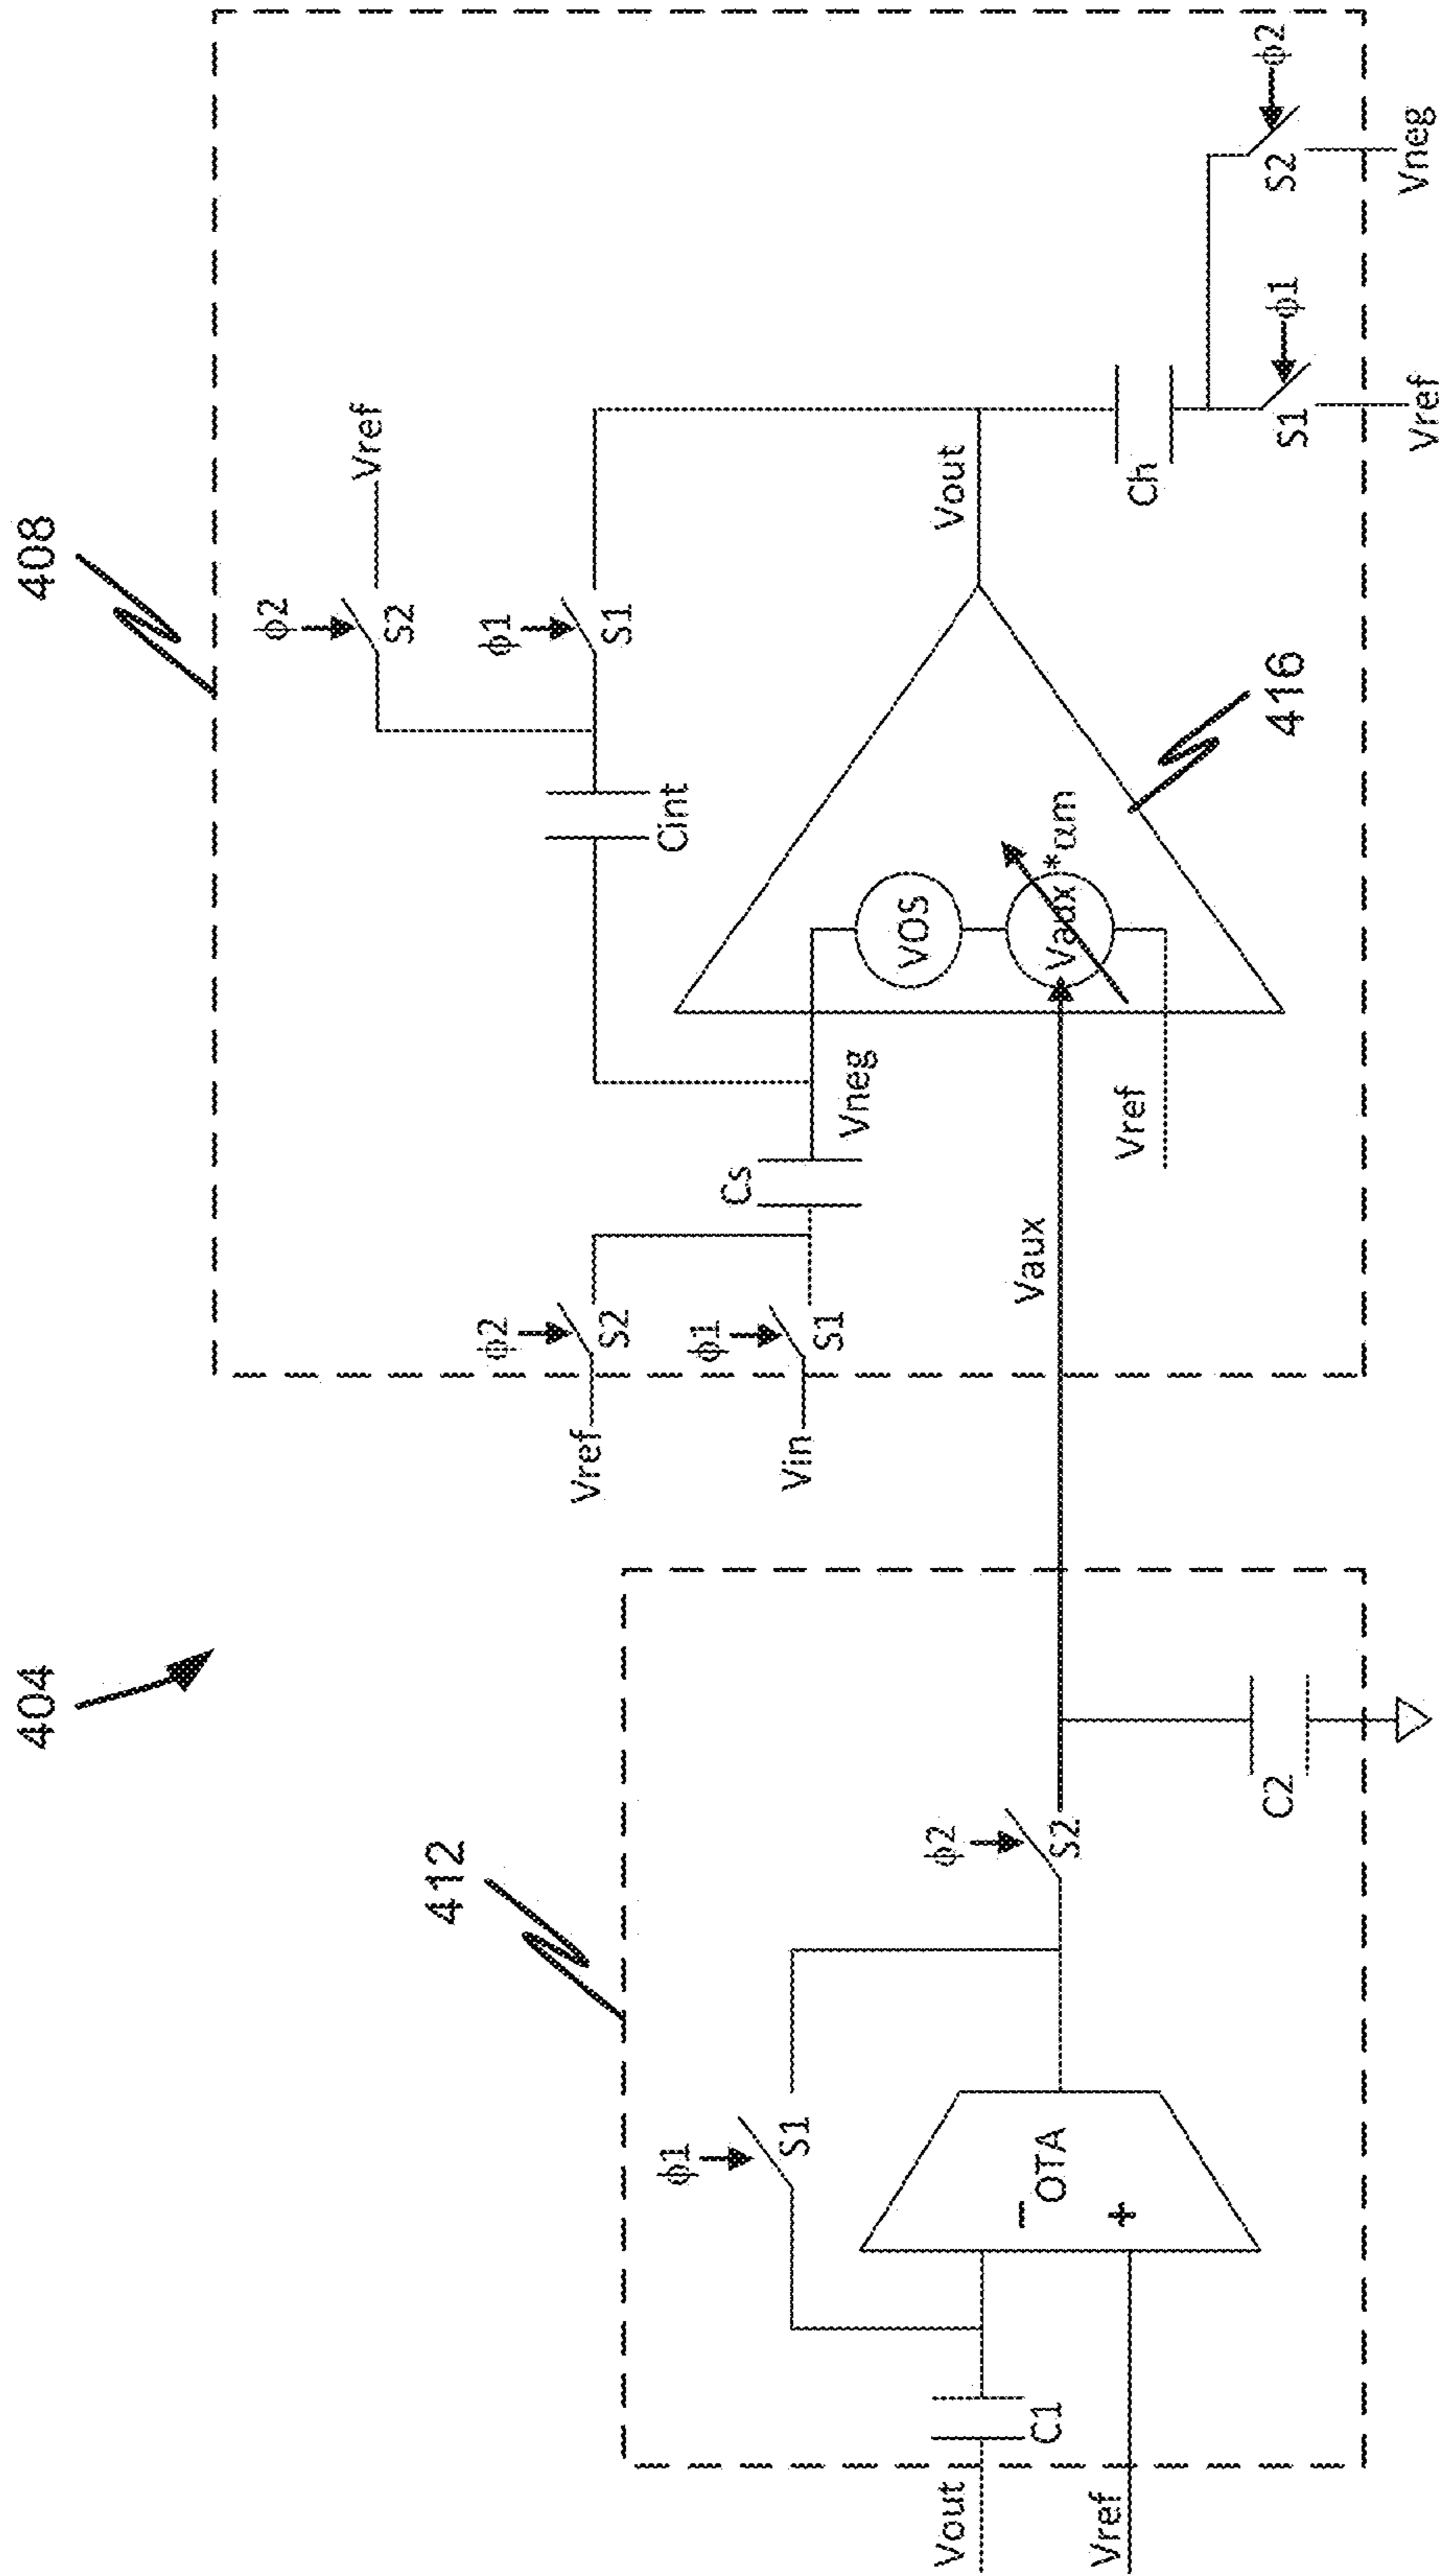 404
408
412
416
Vout
Vref
C1
OTA
−
+
ϕ1
S1
ϕ2
S2
C2
Vaux
Vref
Vin
ϕ2
S2
ϕ1
S1
Cs
Vneg
Vref
VOS
Vaux*αm
Cint
ϕ2
S2
Vref
ϕ1
S1
Vout
Ch
S1
ϕ1
Vref
S2
ϕ2
Vneg